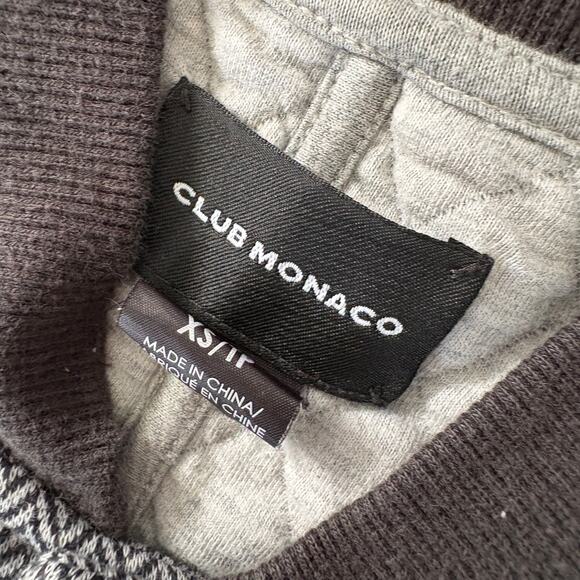 CLUB MONACO
XS/TP
MADE IN CHINA/
FABRIQUÉ EN CHINE